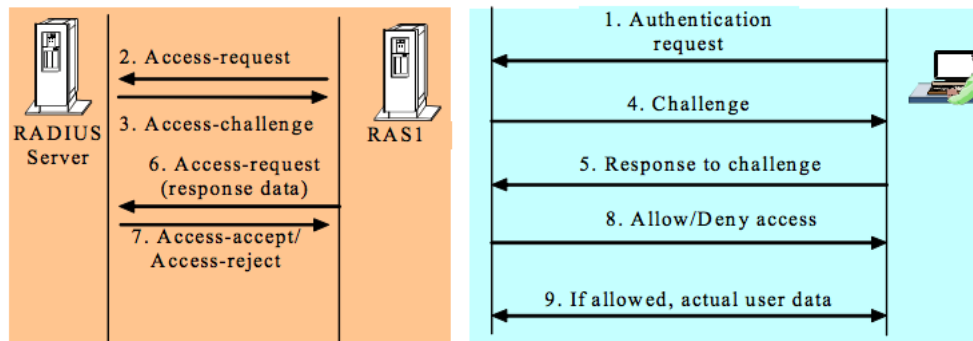 2. Access-request
3. Access-challenge
RADIUS
Server
RAS1
6. Access-request
(response data)
7. Access-accept/
Access-reject
1. Authentication
request
4. Challenge
5. Response to challenge
8. Allow/Deny access
9. If allowed, actual user data